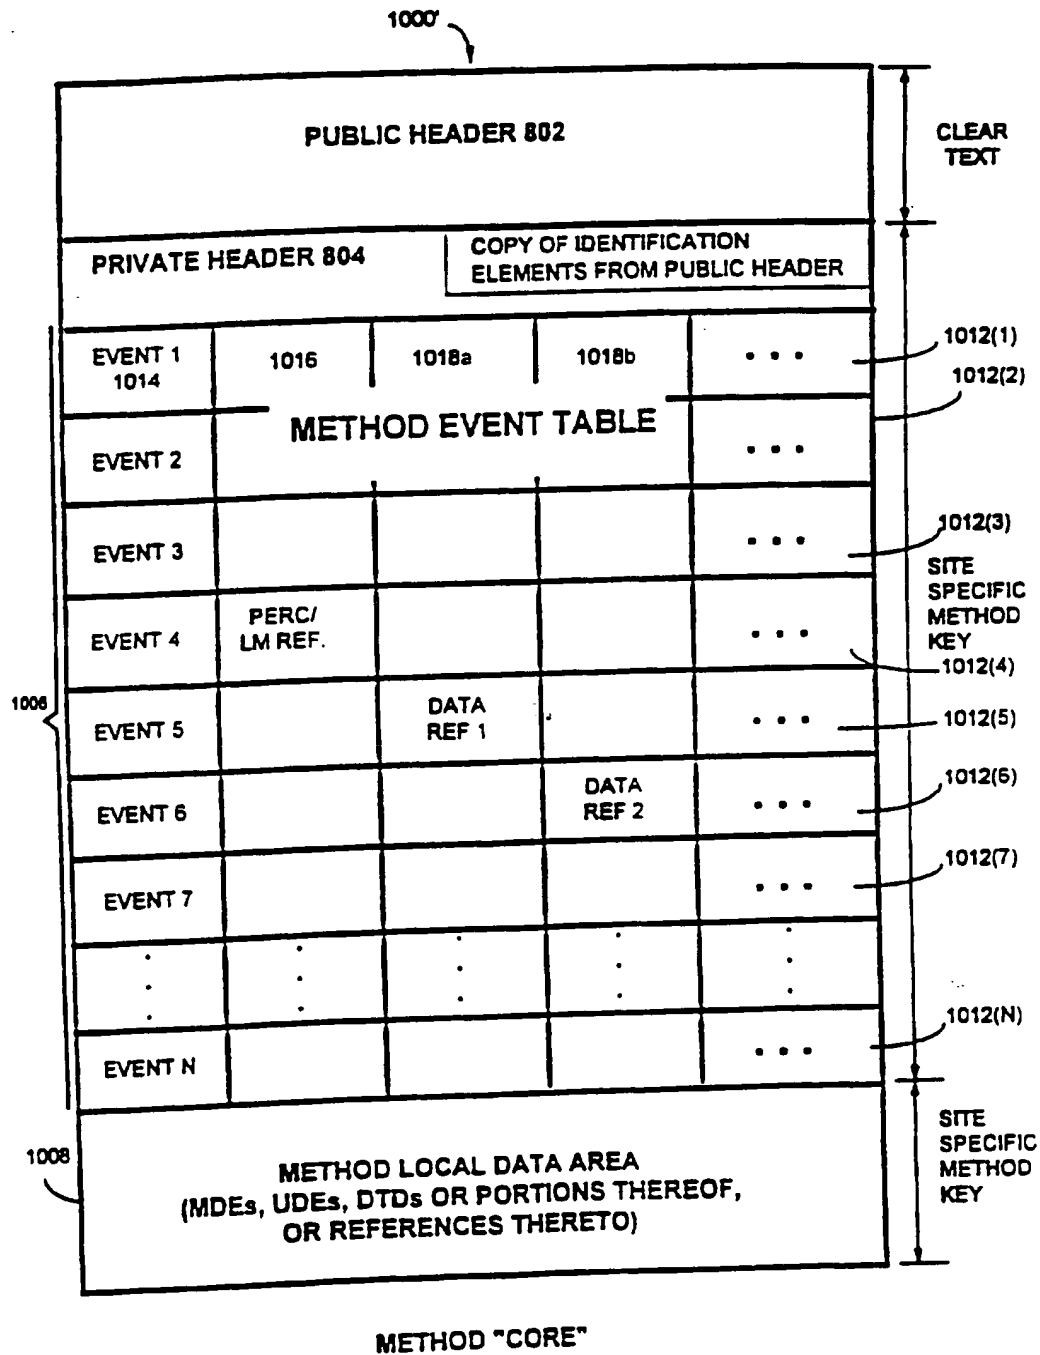 1000'
PUBLIC HEADER 802
CLEAR
TEXT
PRIVATE HEADER 804
COPY OF IDENTIFICATION
ELEMENTS FROM PUBLIC HEADER
EVENT 1
1014
1016
1018a
1018b
• • •
1012(1)
1012(2)
METHOD EVENT TABLE
EVENT 2
• • •
EVENT 3
• • •
1012(3)
SITE
SPECIFIC
METHOD
KEY
EVENT 4
PERC/
LM REF.
• • •
1012(4)
1006
EVENT 5
DATA
REF 1
• • •
1012(5)
EVENT 6
DATA
REF 2
• • •
1012(6)
EVENT 7
• • •
1012(7)
EVENT N
• • •
1012(N)
1008
METHOD LOCAL DATA AREA
(MDEs, UDEs, DTDs OR PORTIONS THEREOF,
OR REFERENCES THERETO)
SITE
SPECIFIC
METHOD
KEY
METHOD "CORE"